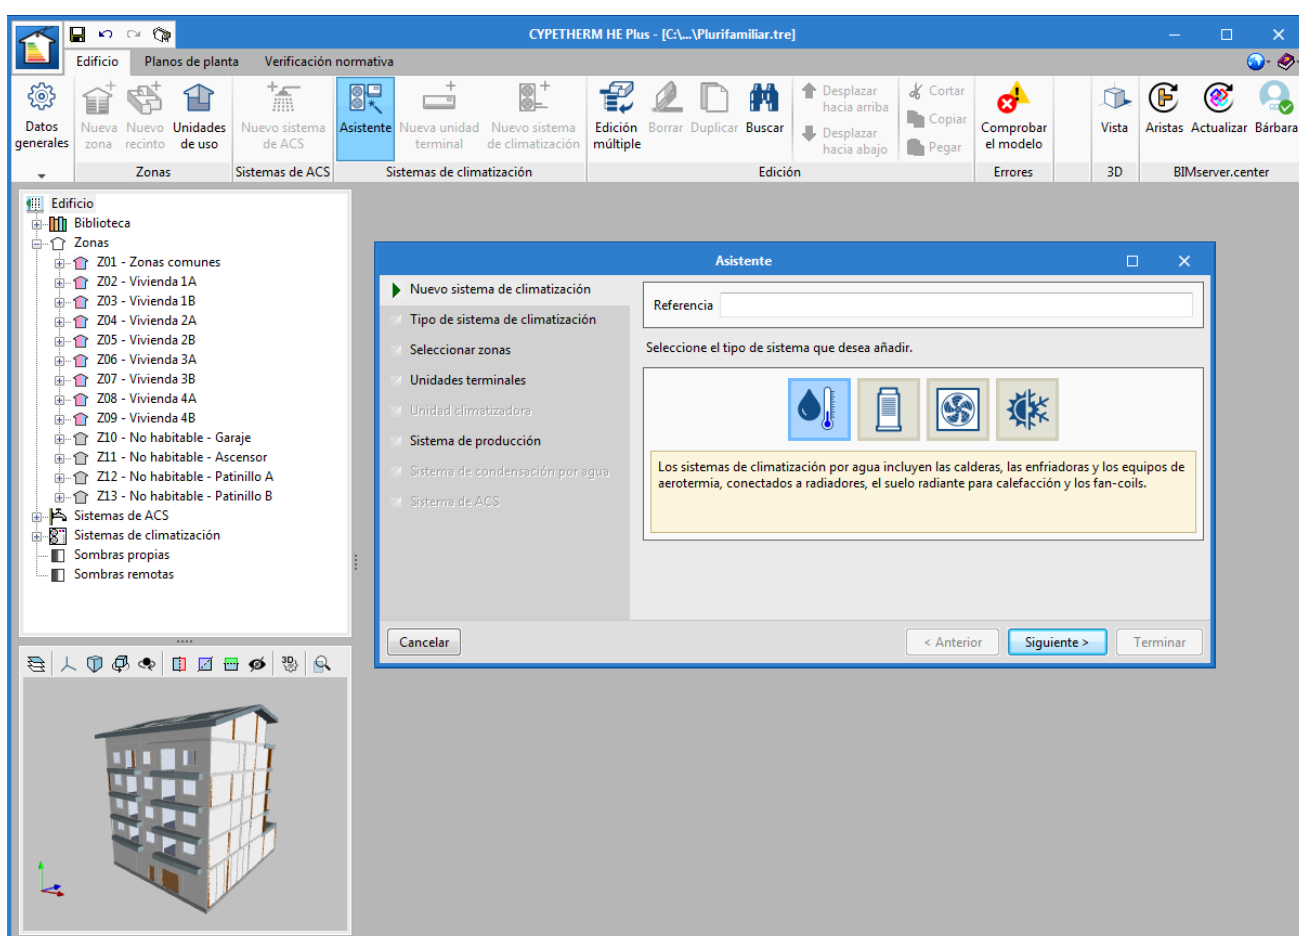 CYPETHERM HE Plus - [C:\...\Plurifamiliar.tre]
Edificio
Planos de planta
Verificación normativa
Datos generales
Nueva zona
Nuevo recinto
Unidades de uso
Nuevo sistema de ACS
Asistente
Nueva unidad terminal
Nuevo sistema de climatización
Edición múltiple
Borrar
Duplicar
Buscar
Desplazar hacia arriba
Desplazar hacia abajo
Cortar
Copiar
Pegar
Comprobar el modelo
Vista
Aristas
Actualizar
Bárbara
Zonas
Sistemas de ACS
Sistemas de climatización
Edición
Errores
3D
BIMserver.center
Edificio
Biblioteca
Zonas
Z01 - Zonas comunes
Z02 - Vivienda 1A
Z03 - Vivienda 1B
Z04 - Vivienda 2A
Z05 - Vivienda 2B
Z06 - Vivienda 3A
Z07 - Vivienda 3B
Z08 - Vivienda 4A
Z09 - Vivienda 4B
Z10 - No habitable - Garaje
Z11 - No habitable - Ascensor
Z12 - No habitable - Patinillo A
Z13 - No habitable - Patinillo B
Sistemas de ACS
Sistemas de climatización
Sombras propias
Sombras remotas
3D
Asistente
Nuevo sistema de climatización
Tipo de sistema de climatización
Seleccionar zonas
Unidades terminales
Unidad climatizadora
Sistema de producción
Sistema de condensación por agua
Sistema de ACS
Referencia
Seleccione el tipo de sistema que desea añadir.
Los sistemas de climatización por agua incluyen las calderas, las enfriadoras y los equipos de
aerotermia, conectados a radiadores, el suelo radiante para calefacción y los fan-coils.
Cancelar
< Anterior
Siguiente >
Terminar